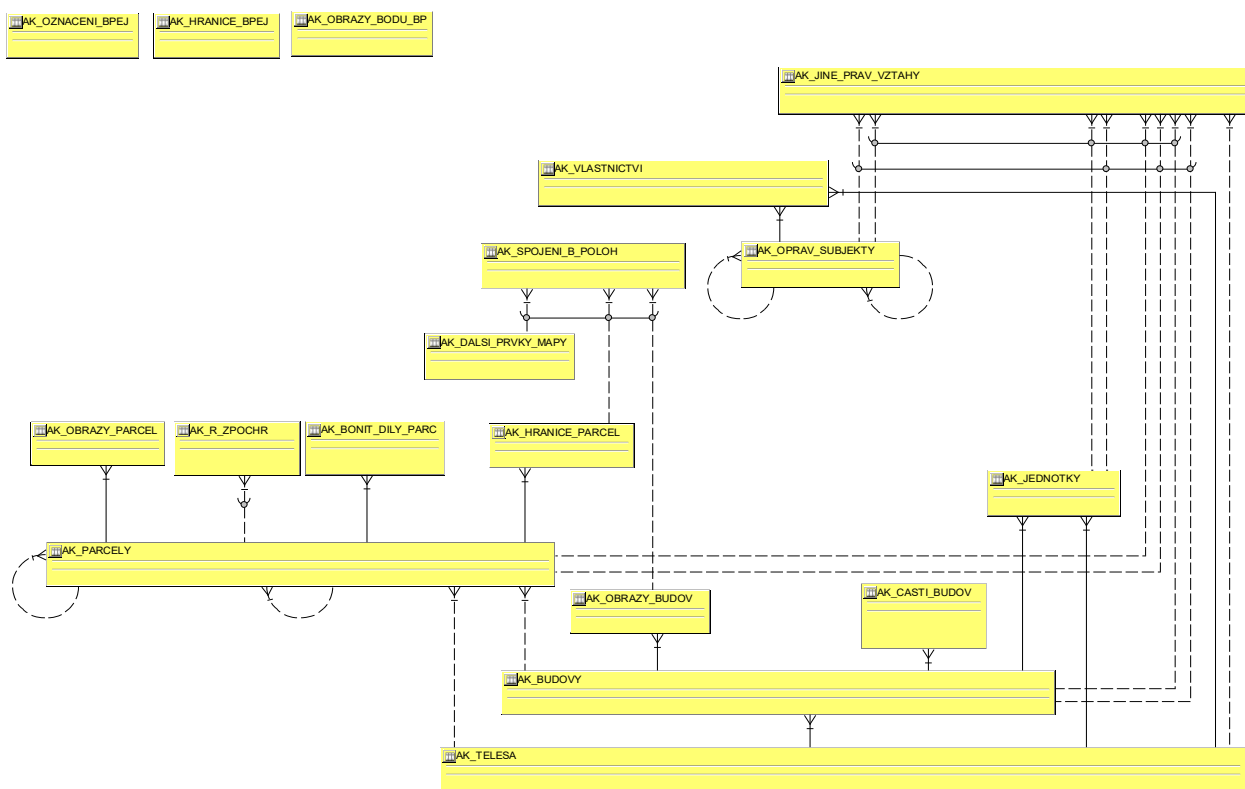 AK_OZNACENI_BPEJ
AK_HRANICE_BPEJ
AK_OBRAZY_BODU_BP
AK_JINE_PRAV_VZTAHY
AK_VLASTNICTVI
AK_SPOJENI_B_POLOH
AK_OPRAV_SUBJEKTY
AK_DALSI_PRVKY_MAPY
AK_OBRAZY_PARCEL
AK_R_ZPOCHR
AK_BONIT_DILY_PARC
AK_HRANICE_PARCEL
AK_JEDNOTKY
AK_PARCELY
AK_OBRAZY_BUDOV
AK_CASTI_BUDOV
AK_BUDOVY
AK_TELESA